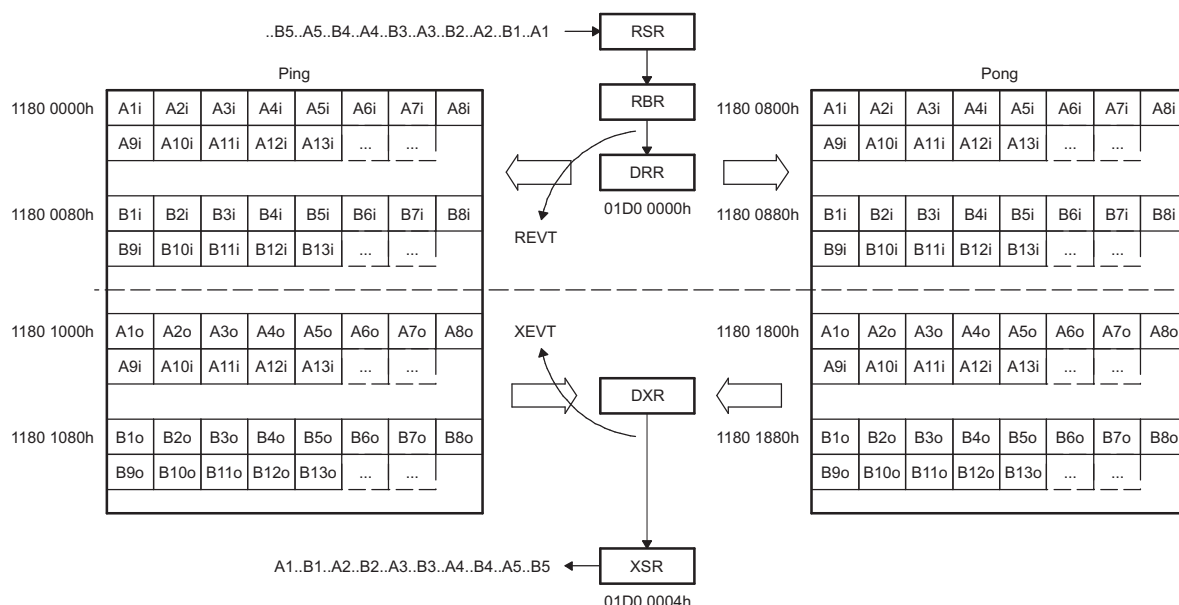 ..B5..A5..B4..A4..B3..A3..B2..A2..B1..A1
RSR
Ping
Pong
RBR
1180 0000h
A1i A2i A3i A4i A5i A6i A7i A8i
A9i A10i A11i A12i A13i ... ...
1180 0800h
A1i A2i A3i A4i A5i A6i A7i A8i
A9i A10i A11i A12i A13i ... ...
DRR
01D0 0000h
REVT
1180 0080h
B1i B2i B3i B4i B5i B6i B7i B8i
B9i B10i B11i B12i B13i ... ...
1180 0880h
B1i B2i B3i B4i B5i B6i B7i B8i
B9i B10i B11i B12i B13i ... ...
1180 1000h
A1o A2o A3o A4o A5o A6o A7o A8o
A9i A10i A11i A12i A13i ... ...
XEVT
1180 1800h
A1o A2o A3o A4o A5o A6o A7o A8o
A9i A10i A11i A12i A13i ... ...
DXR
1180 1080h
B1o B2o B3o B4o B5o B6o B7o B8o
B9o B10o B11o B12o B13o ... ...
1180 1880h
B1o B2o B3o B4o B5o B6o B7o B8o
B9o B10o B11o B12o B13o ... ...
A1..B1..A2..B2..A3..B3..A4..B4..A5..B5
XSR
01D0 0004h